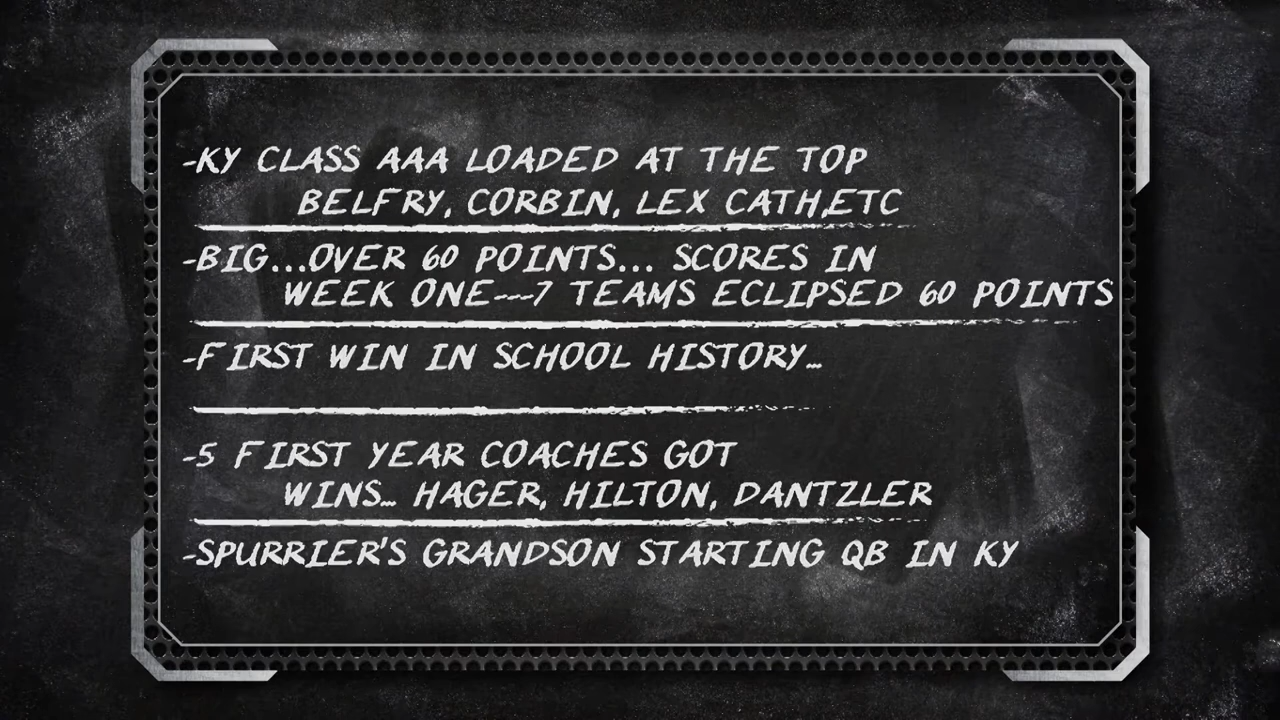 -KY CLASS AAA LOADED AT THE TOP
BELFRY, CORBIN, LEX CATH,ETC
-BIG...OVER 60 POINTS... SCORES IN
WEEK ONE---7 TEAMS ECLIPSED 60 POINTS
-FIRST WIN IN SCHOOL HISTORY...
-5 FIRST YEAR COACHES GOT
WINS... HAGER, HILTON, DANTZLER
-SPURRIER'S GRANDSON STARTING QB IN KY